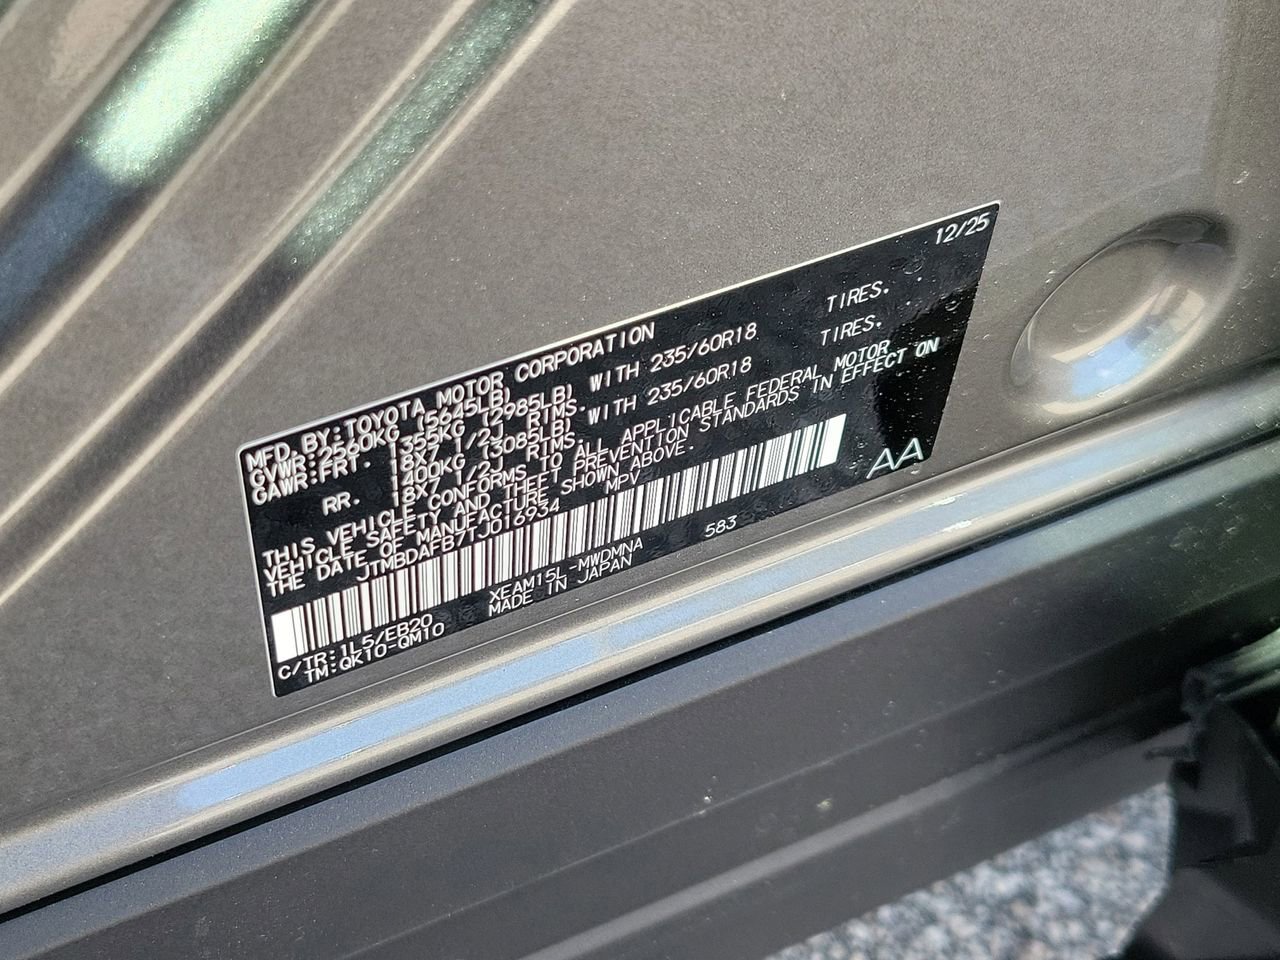 MFD.BY:TOYOTA MOTOR CORPORATION 12/25
GVWR:2560KG (5645LB)
GAWR:FRT. 1355KG (2985LB) WITH 235/60R18 TIRES.
18X7 1/2J RIMS.
RR. 1400KG (3085LB) WITH 235/60R18 TIRES.
18X7 1/2J RIMS.
THIS VEHICLE CONFORMS TO ALL APPLICABLE FEDERAL MOTOR
VEHICLE SAFETY AND THEFT PREVENTION STANDARDS IN EFFECT ON
THE DATE OF MANUFACTURE SHOWN ABOVE.
JTMBDAFB7TJ016934 MPV
AA
C/TR:1L5/EB20 XEAM15L-MWDMNA 583
TM:QK10-QM10 MADE IN JAPAN